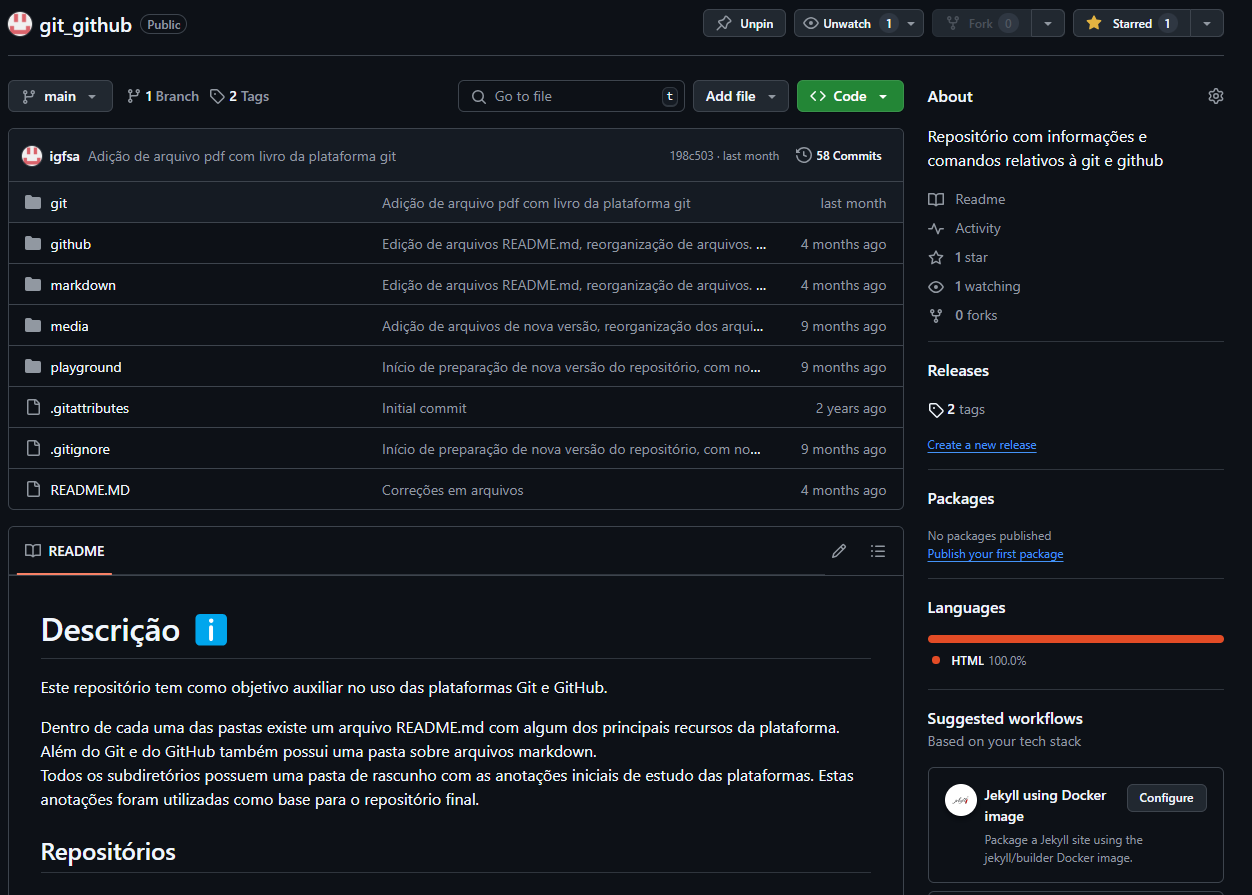 git_github Public Unpin Unwatch 1 Fork 0 Starred 1
main 1 Branch 2 Tags Go to file t Add file Code
igfsa Adição de arquivo pdf com livro da plataforma git 198c503 · last month 58 Commits
git Adição de arquivo pdf com livro da plataforma git last month
github Edição de arquivos README.md, reorganização de arquivos. ... 4 months ago
markdown Edição de arquivos README.md, reorganização de arquivos. ... 4 months ago
media Adição de arquivos de nova versão, reorganização dos arqui... 9 months ago
playground Início de preparação de nova versão do repositório, com no... 9 months ago
.gitattributes Initial commit 2 years ago
.gitignore Início de preparação de nova versão do repositório, com no... 9 months ago
README.MD Correções em arquivos 4 months ago
README
Descrição i
Este repositório tem como objetivo auxiliar no uso das plataformas Git e GitHub.
Dentro de cada uma das pastas existe um arquivo README.md com algum dos principais recursos da plataforma.
Além do Git e do GitHub também possui uma pasta sobre arquivos markdown.
Todos os subdiretórios possuem uma pasta de rascunho com as anotações iniciais de estudo das plataformas. Estas
anotações foram utilizadas como base para o repositório final.
Repositórios
About
Repositório com informações e
comandos relativos à git e github
Readme
Activity
1 star
1 watching
0 forks
Releases
2 tags
Create a new release
Packages
No packages published
Publish your first package
Languages
HTML 100.0%
Suggested workflows
Based on your tech stack
Jekyll using Docker
image
Configure
Package a Jekyll site using the
jekyll/builder Docker image.